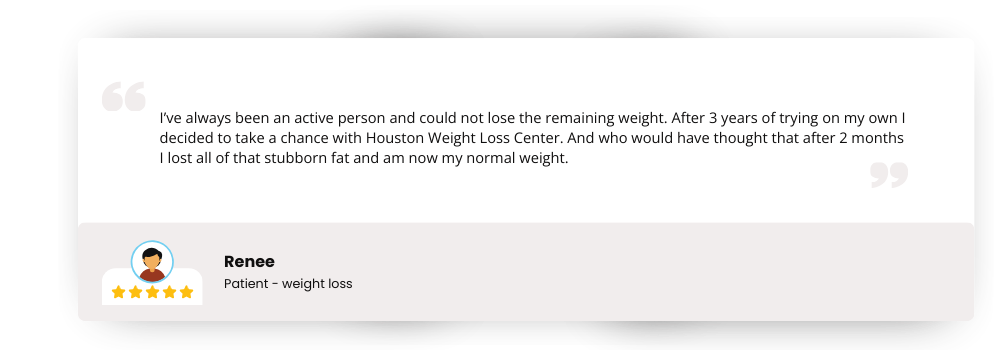 I’ve always been an active person and could not lose the remaining weight. After 3 years of trying on my own I
decided to take a chance with Houston Weight Loss Center. And who would have thought that after 2 months
I lost all of that stubborn fat and am now my normal weight.
Renee
Patient - weight loss